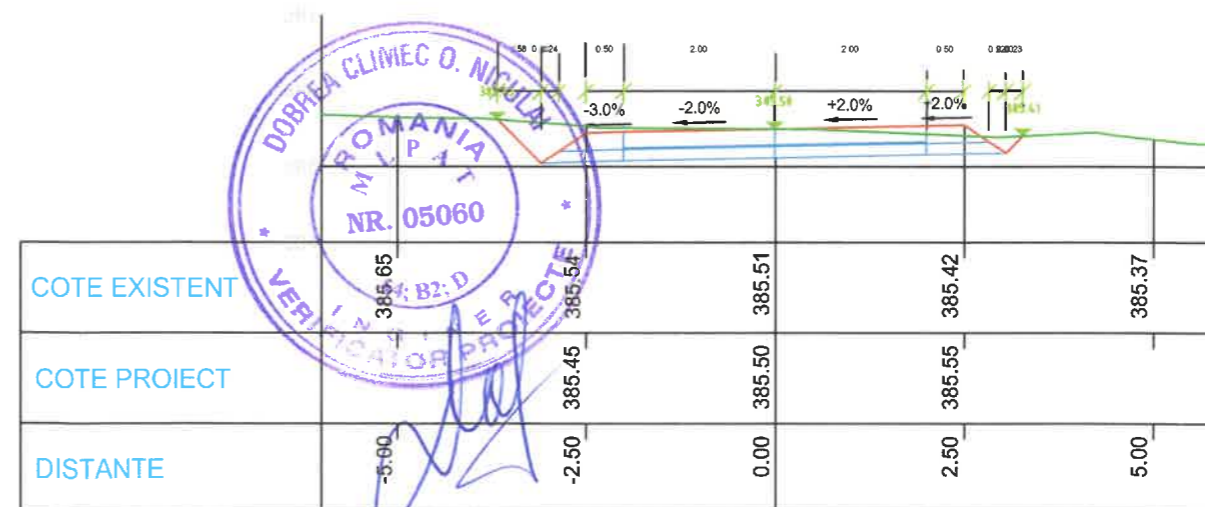 0.50 2.00 2.00 0.50
-3.0% -2.0% +2.0% +2.0%
DOBREA CLIMEC O. NICULAI
ROMANIA
M L P A T
NR. 05060
B2; D
INGINER
* VERIFICATOR PROIECTE *
COTE EXISTENT 385.65 385.54 385.51 385.42 385.37
COTE PROIECT 385.45 385.50 385.55
DISTANTE -5.00 -2.50 0.00 2.50 5.00